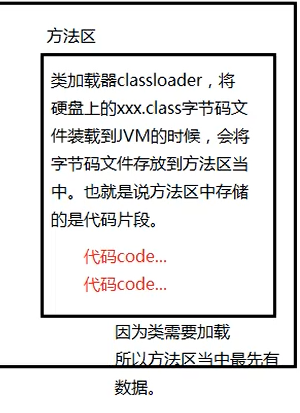 方法区
类加载器classloader，将
硬盘上的xxx.class字节码文
件装载到JVM的时候，会将
字节码文件存放到方法区当
中。也就是说方法区中存储
的是代码片段。
代码code...
代码code...
因为类需要加载
所以方法区当中最先有
数据。